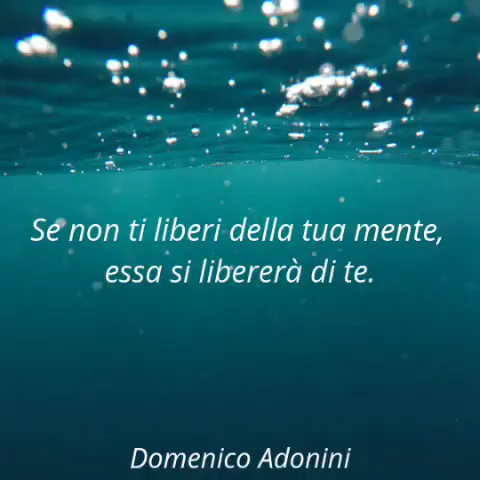 Se non ti liberi della tua mente,
essa si libererà di te.
Domenico Adonini